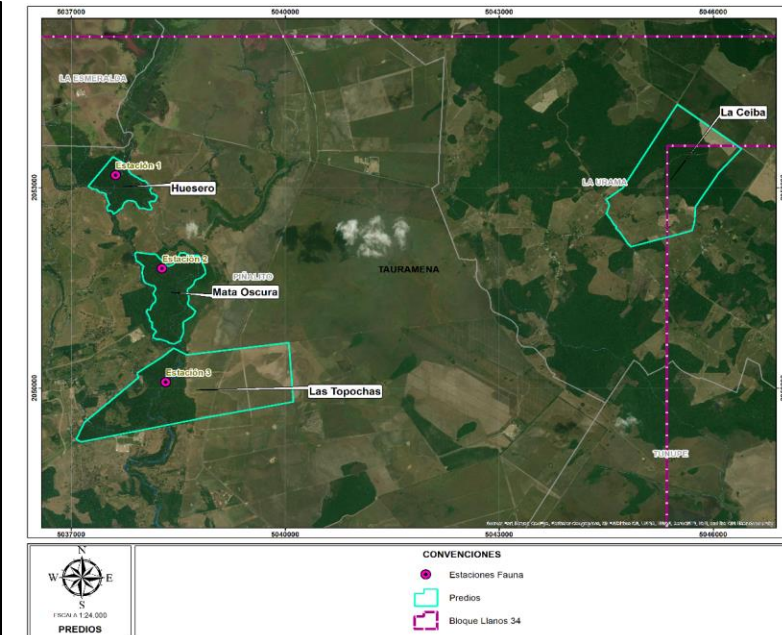 5037000
5040000
5043000
5046000
LA ESMERALDA
La Ceiba
Estación 1
LA URAMA
Huesero
Estación 2
PIÑALITO
TAURAMENA
Mata Oscura
Estación 3
Las Topochas
TUNUPE
5037000
5040000
5043000
5046000
N
W E
S
ESCALA 1:24.000
PREDIOS
CONVENCIONES
Estaciones Fauna
Predios
Bloque Llanos 34